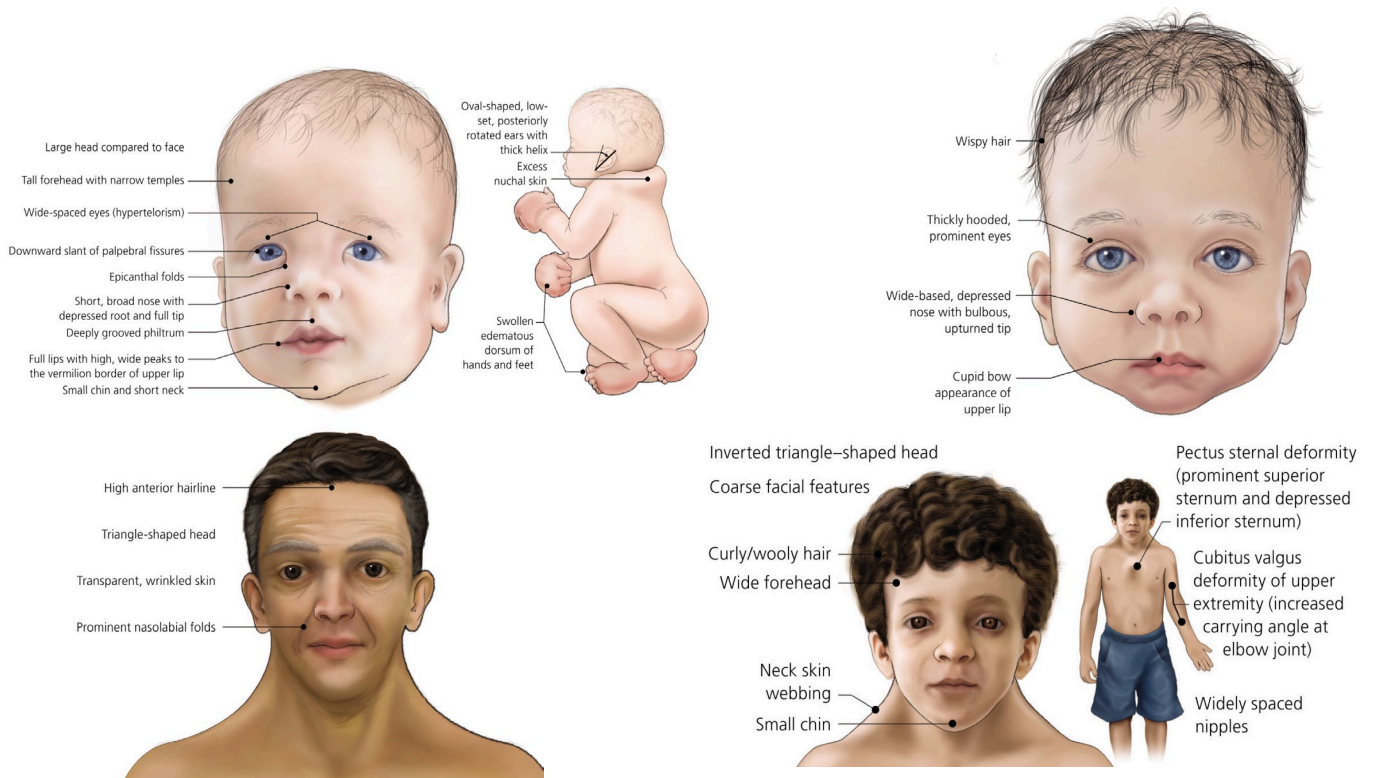 Large head compared to face
Tall forehead with narrow temples
Wide-spaced eyes (hypertelorism)
Downward slant of palpebral fissures
Epicanthal folds
Short, broad nose with
depressed root and full tip
Deeply grooved philtrum
Full lips with high, wide peaks to
the vermilion border of upper lip
Small chin and short neck
Oval-shaped, low-
set, posteriorly
rotated ears with
thick helix
Excess
nuchal skin
Swollen
edematous
dorsum of
hands and feet
Wispy hair
Thickly hooded,
prominent eyes
Wide-based, depressed
nose with bulbous,
upturned tip
Cupid bow
appearance of
upper lip
High anterior hairline
Triangle-shaped head
Transparent, wrinkled skin
Prominent nasolabial folds
Inverted triangle–shaped head
Coarse facial features
Curly/wooly hair
Wide forehead
Neck skin
webbing
Small chin
Pectus sternal deformity
(prominent superior
sternum and depressed
inferior sternum)
Cubitus valgus
deformity of upper
extremity (increased
carrying angle at
elbow joint)
Widely spaced
nipples